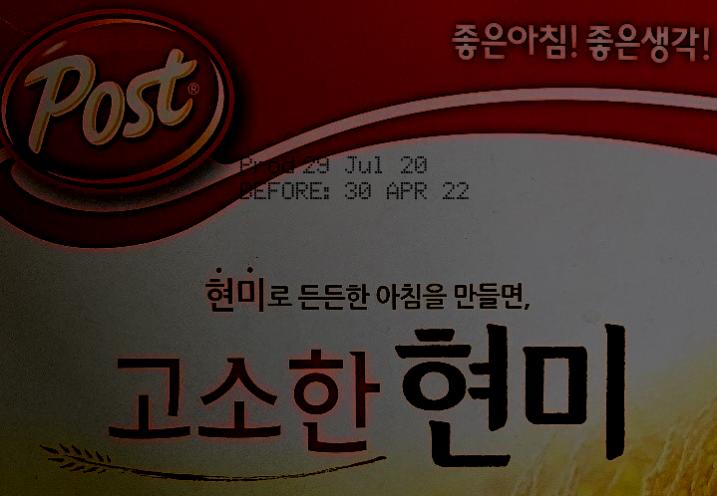 좋은아침! 좋은생각!
Post®
Prod 29 Jul 20
BEFORE: 30 APR 22
현미로 든든한 아침을 만들면,
고소한 현미